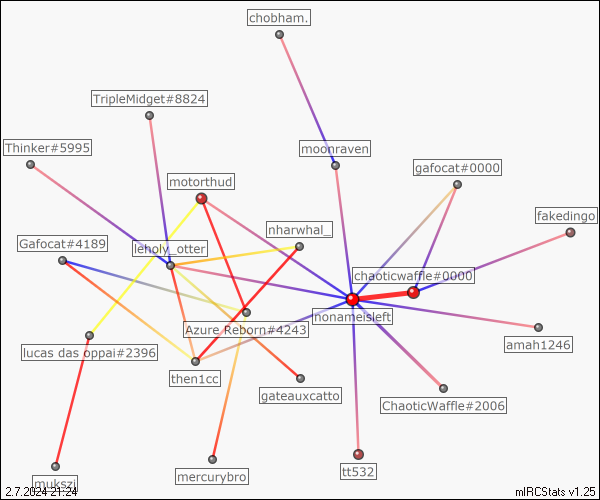 chobham.
TripleMidget#8824
Thinker#5995
moonraven
gafocat#0000
motorthud
fakedingo
nharwhal_
Gafocat#4189
leholy_otter
chaoticwaffle#0000
nonameisleft
Azure_Reborn#4243
amah1246
lucas das oppai#2396
then1cc
gateauxcatto
ChaoticWaffle#2006
mukszi
mercurybro
tt532
2.7.2024 21:24
mIRCStats v1.25